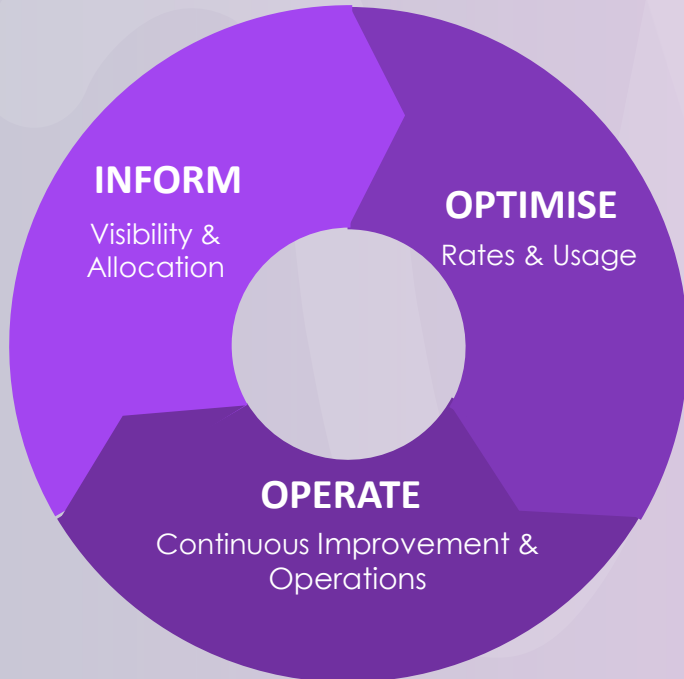 INFORM
Visibility &
Allocation
OPTIMISE
Rates & Usage
OPERATE
Continuous Improvement &
Operations